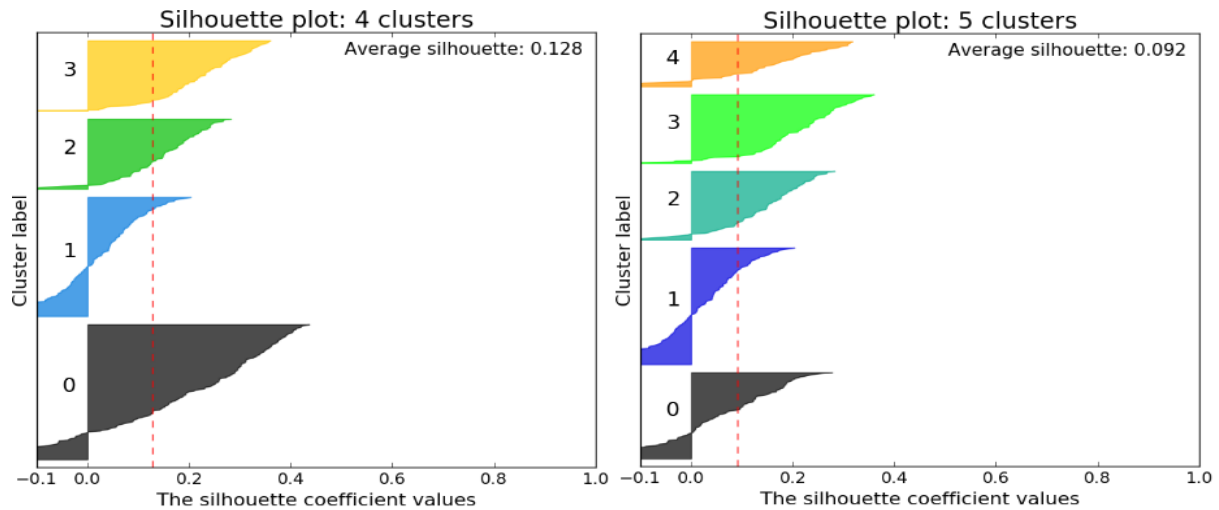 Silhouette plot: 4 clusters
Average silhouette: 0.128
3
2
1
0
Cluster label
−0.1 0.0 0.2 0.4 0.6 0.8 1.0
The silhouette coefficient values
Silhouette plot: 5 clusters
Average silhouette: 0.092
4
3
2
1
0
Cluster label
−0.1 0.0 0.2 0.4 0.6 0.8 1.0
The silhouette coefficient values